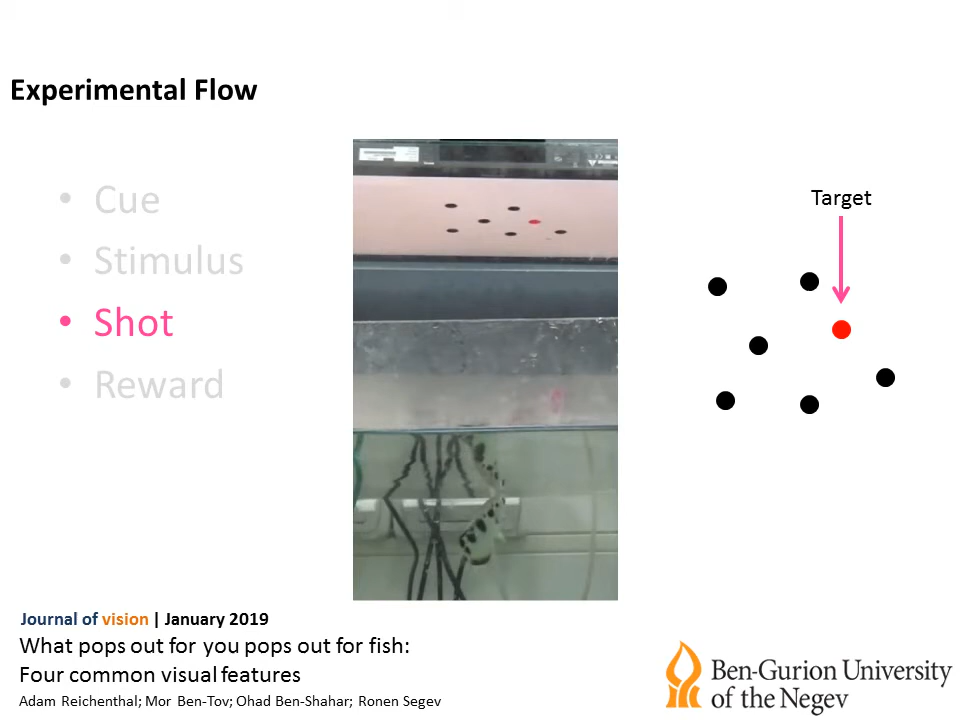 Experimental Flow
• Cue
• Stimulus
• Shot
• Reward
Target
Journal of vision | January 2019
What pops out for you pops out for fish:
Four common visual features
Adam Reichenthal; Mor Ben-Tov; Ohad Ben-Shahar; Ronen Segev
Ben-Gurion University
of the Negev